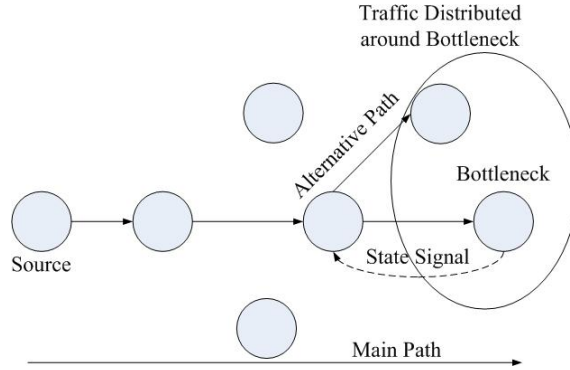 Traffic Distributed
around Bottleneck
Alternative Path
Bottleneck
Source
State Signal
Main Path